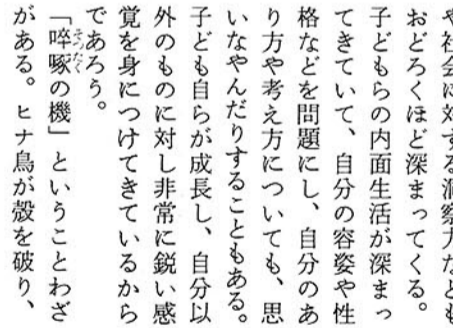 や社会に対する洞察力なども
おどろくほど深まってくる。
子どもらの内面生活が深まっ
てきていて、自分の容姿や性
格などを問題にし、自分のあ
り方や考え方についても、思
いなやんだりすることもある。
子ども自らが成長し、自分以
外のものに対し非常に鋭い感
覚を身につけてきているから
であろう。
「啐啄の機」ということわざ
そつたく
がある。ヒナ鳥が殻を破り、